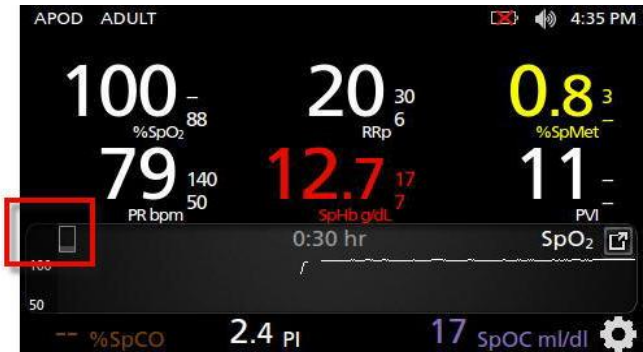 APOD ADULT 4:35 PM
100 – 88 20 30 6 0.8 3 –
%SpO₂ RRp %SpMet
79 140 50 12.7 17 7 11 – –
PR bpm SpHb g/dL PVI
0:30 hr SpO₂
100
50
-- %SpCO 2.4 PI 17 SpOC ml/dl